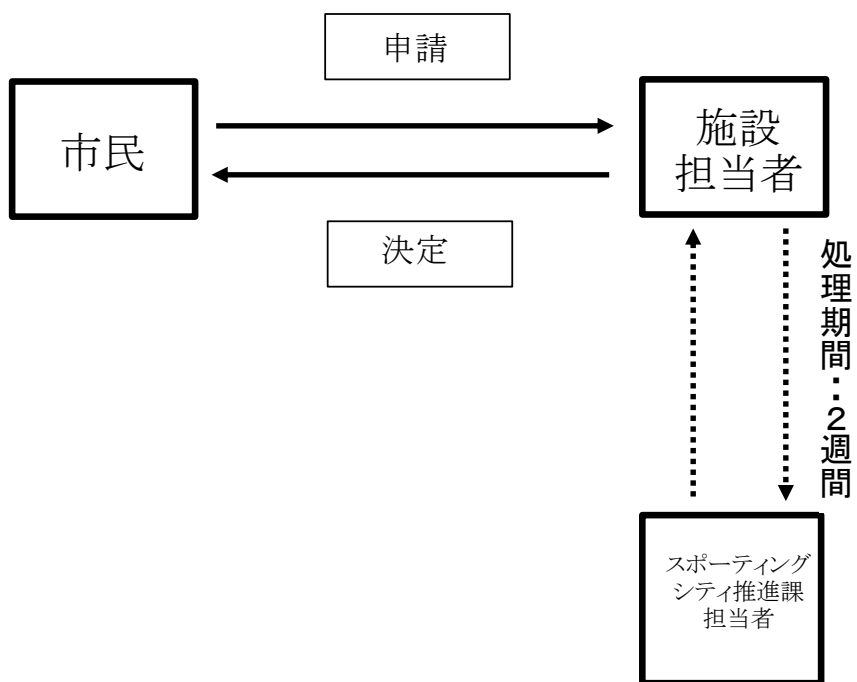 申請
市民
施設
担当者
決定
処理期間・・２週間
スポーティング
シティ推進課
担当者